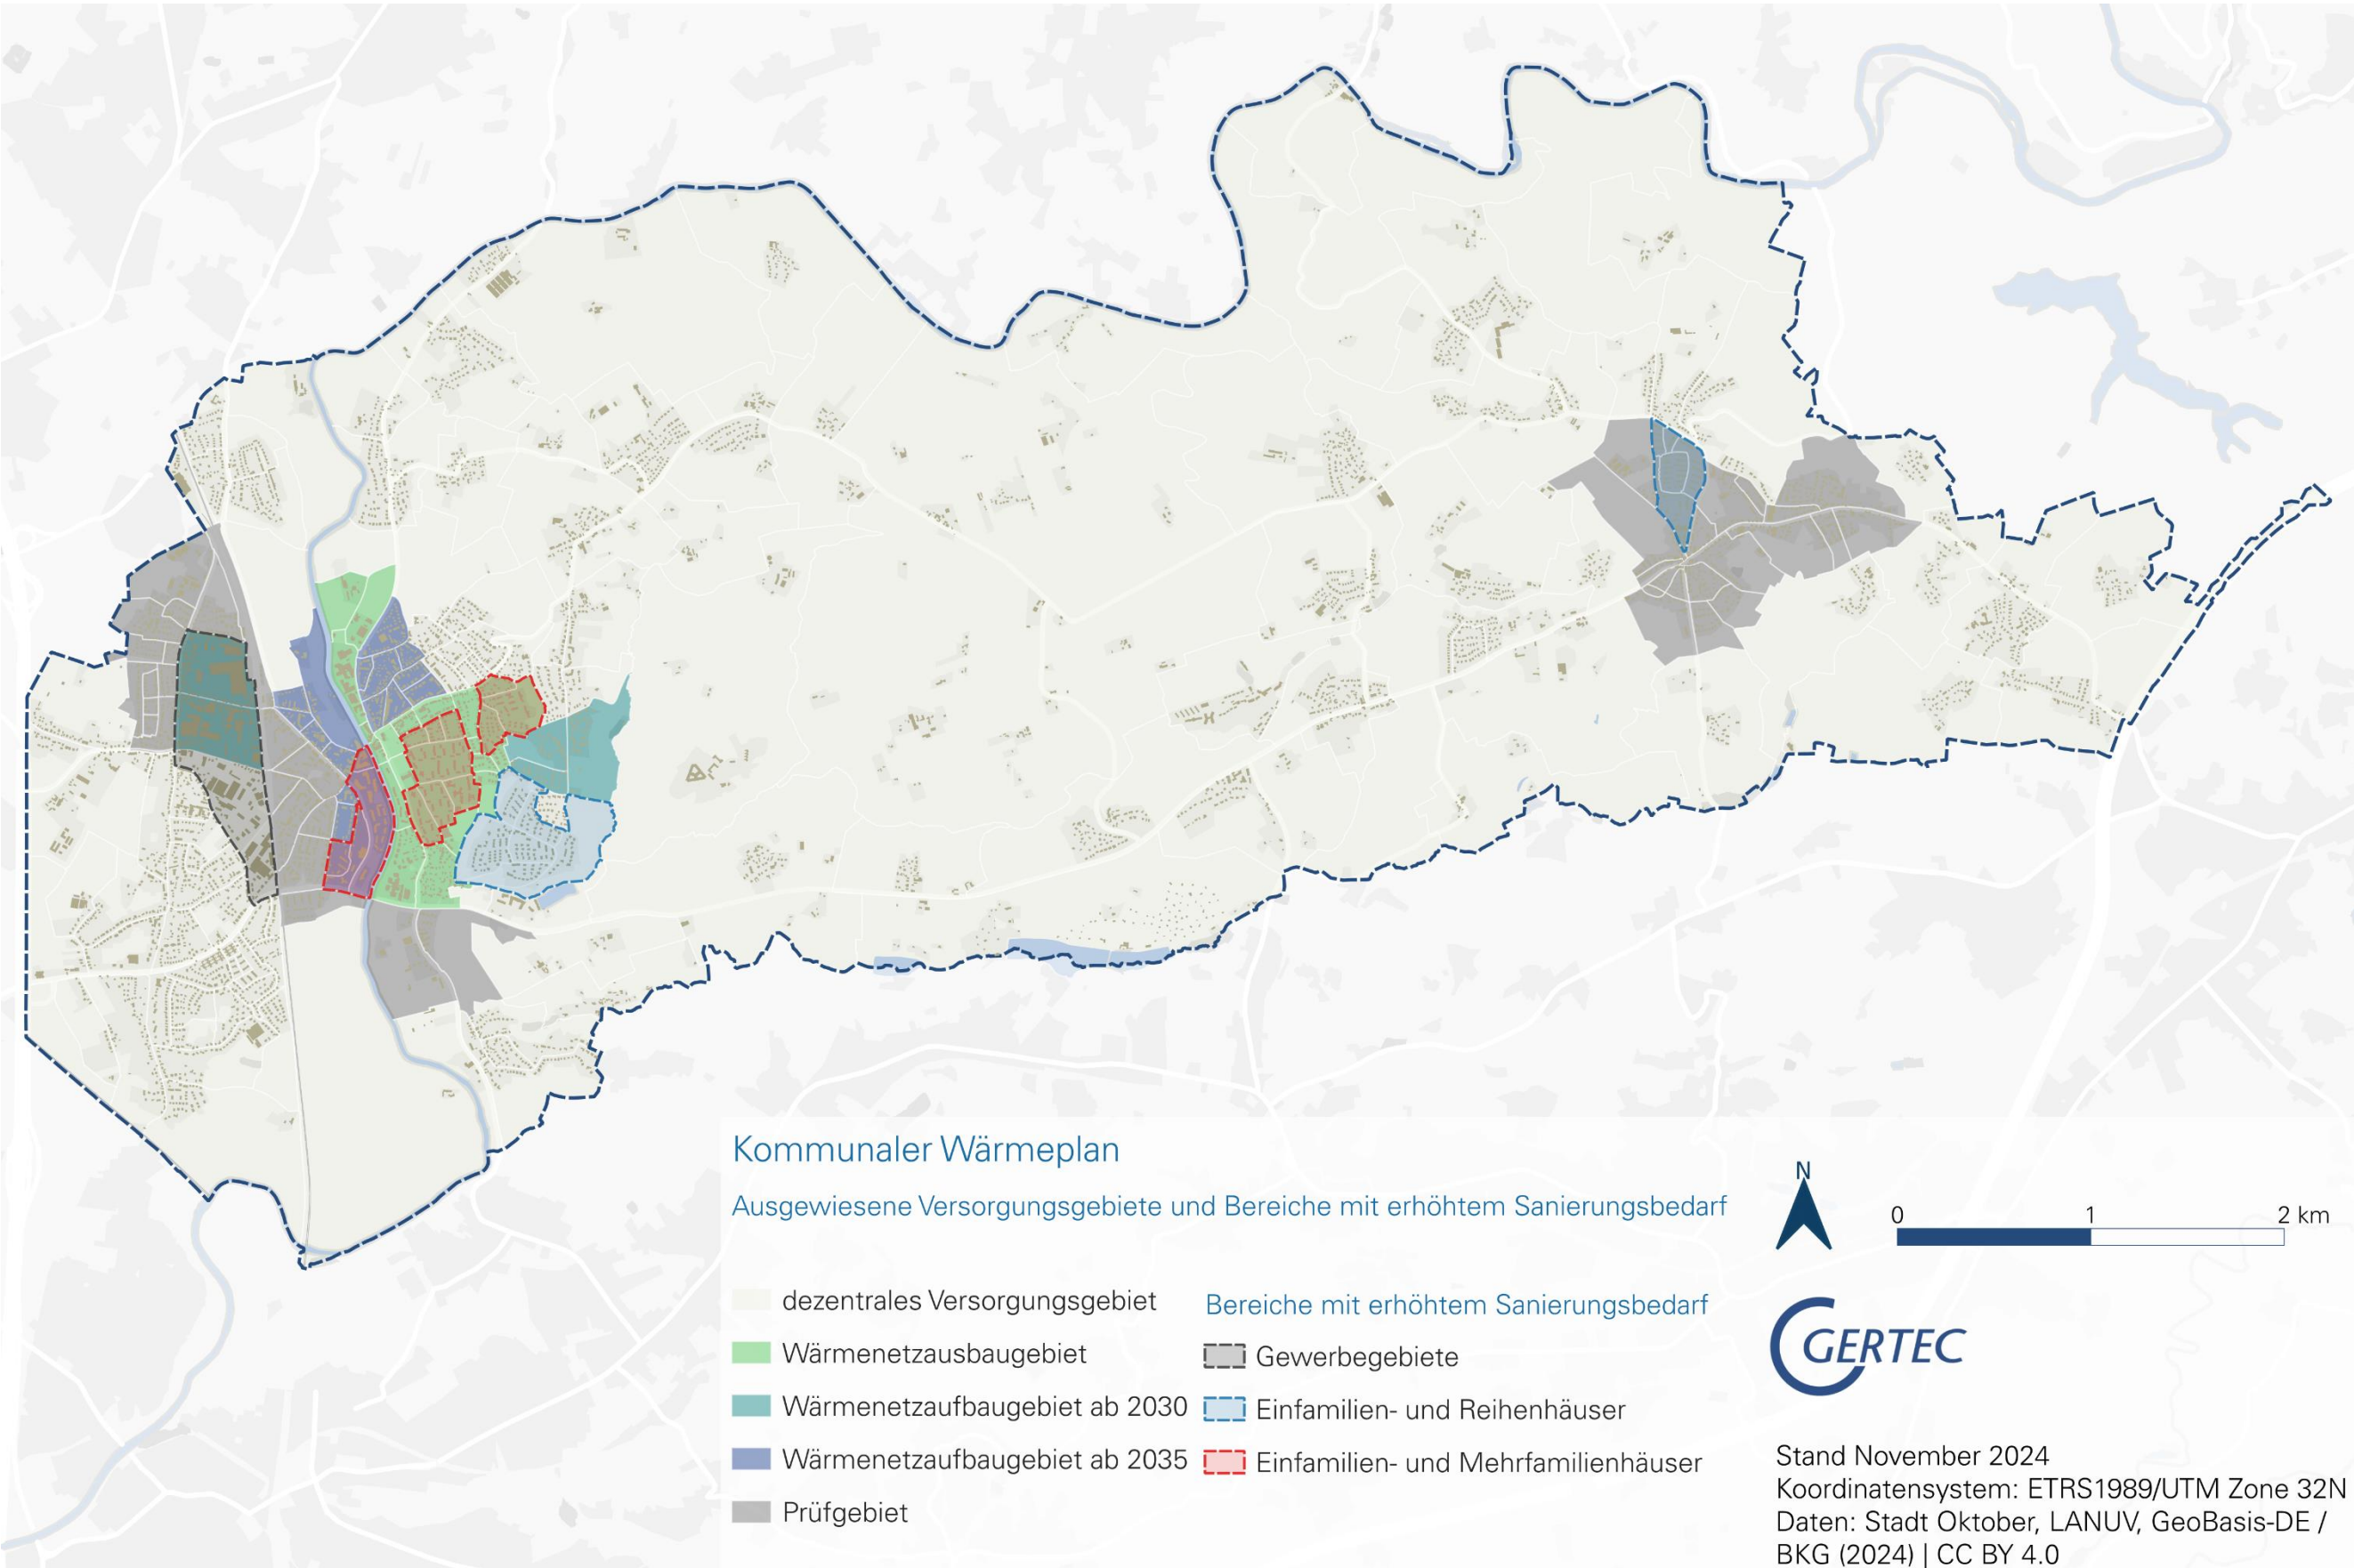 Kommunaler Wärmeplan
Ausgewiesene Versorgungsgebiete und Bereiche mit erhöhtem Sanierungsbedarf
dezentrales Versorgungsgebiet
Wärmenetzausbaugebiet
Wärmenetzaufbaugebiet ab 2030
Wärmenetzaufbaugebiet ab 2035
Prüfgebiet
Bereiche mit erhöhtem Sanierungsbedarf
Gewerbegebiete
Einfamilien- und Reihenhäuser
Einfamilien- und Mehrfamilienhäuser
N
0 1 2 km
GERTEC
Stand November 2024
Koordinatensystem: ETRS1989/UTM Zone 32N
Daten: Stadt Oktober, LANUV, GeoBasis-DE /
BKG (2024) | CC BY 4.0